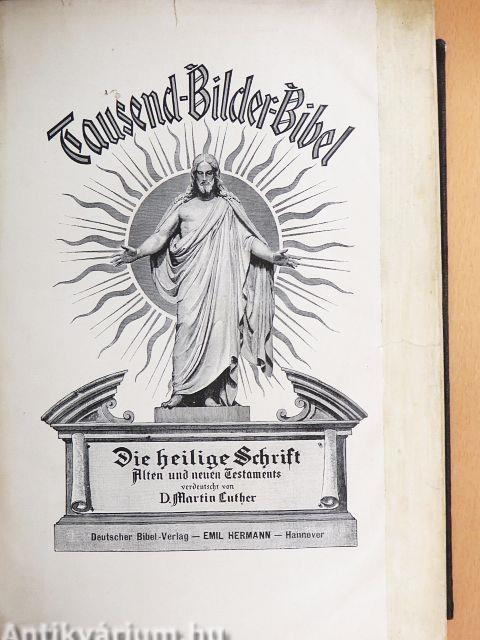 Tausend-Bilder-Bibel
Die heilige Schrift
Alten und neuen Testaments
verdeutscht von
D. Martin Luther
Deutscher Bibel-Verlag — EMIL HERMANN — Hannover
Antikvárium.hu